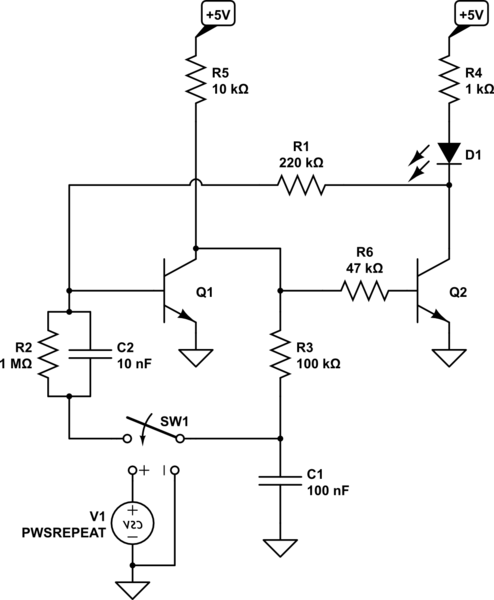 +5V
+5V
R5
10 kΩ
R4
1 kΩ
D1
R1
220 kΩ
R6
47 kΩ
Q1
Q2
R2
1 MΩ
C2
10 nF
R3
100 kΩ
SW1
C1
100 nF
+
−
V1
PWSREPEAT
+
CSV
−